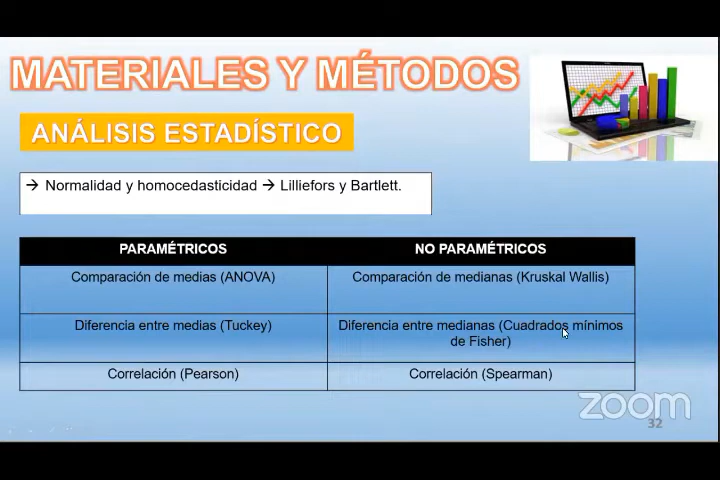 MATERIALES Y MÉTODOS
ANÁLISIS ESTADÍSTICO
→ Normalidad y homocedasticidad → Lilliefors y Bartlett.
PARAMÉTRICOS
NO PARAMÉTRICOS
Comparación de medias (ANOVA)
Comparación de medianas (Kruskal Wallis)
Diferencia entre medias (Tuckey)
Diferencia entre medianas (Cuadrados mínimos
de Fisher)
Correlación (Pearson)
Correlación (Spearman)
zoom
32